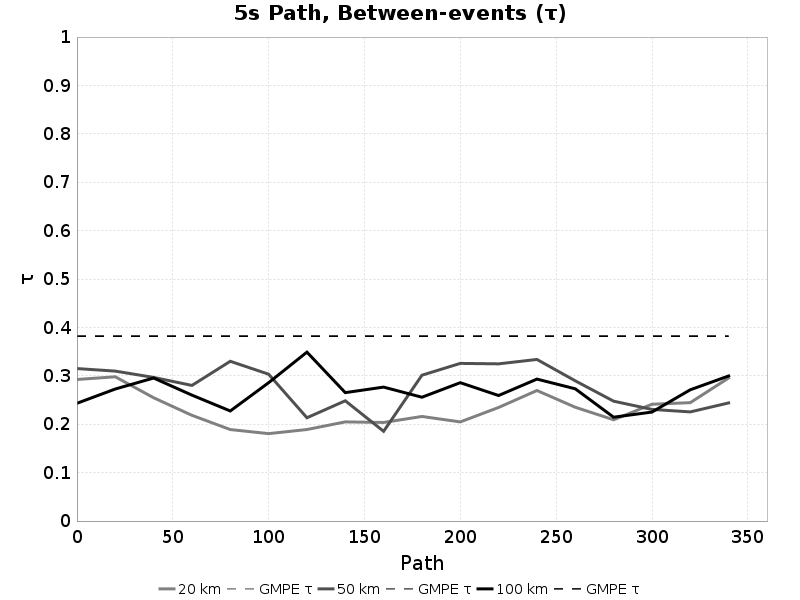 5s Path, Between-events (τ)
1
0.9
0.8
0.7
0.6
0.5
τ
0.4
0.3
0.2
0.1
0
0 50 100 150 200 250 300 350
Path
20 km GMPE τ 50 km GMPE τ 100 km GMPE τ